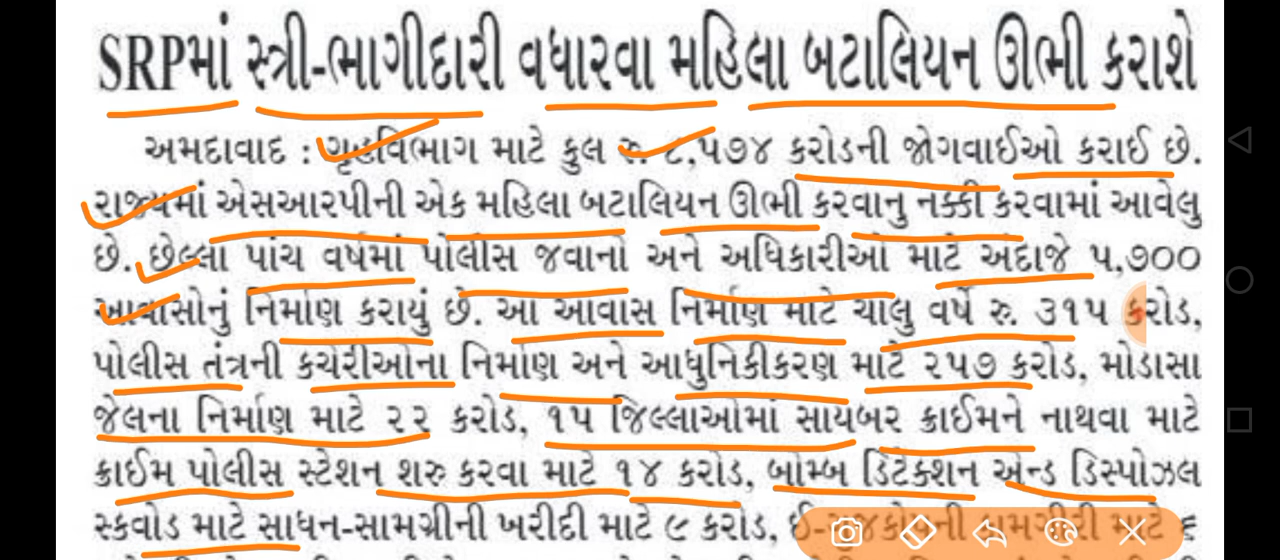 SRPમાં સ્ત્રી-ભાગીદારી વધારવા મહિલા બટાલિયન ઊભી કરાશે
અમદાવાદ : ગૃહવિભાગ માટે કુલ રુ. ૮,૫૭૪ કરોડની જોગવાઈઓ કરાઈ છે.
રાજ્યમાં એસઆરપીની એક મહિલા બટાલિયન ઊભી કરવાનુ નક્કી કરવામાં આવેલુ
છે. છેલ્લા પાંચ વર્ષમાં પોલીસ જવાનો અને અધિકારીઓ માટે અંદાજે ૫,૭૦૦
આવાસોનું નિર્માણ કરાયું છે. આ આવાસ નિર્માણ માટે ચાલુ વર્ષે રુ. ૩૧૫ કરોડ,
પોલીસ તંત્રની કચેરીઓના નિર્માણ અને આધુનિકીકરણ માટે ૨૫૭ કરોડ, મોડાસા
જેલના નિર્માણ માટે ૨૨ કરોડ, ૧૫ જિલ્લાઓમાં સાયબર ક્રાઈમને નાથવા માટે
ક્રાઈમ પોલીસ સ્ટેશન શરુ કરવા માટે ૧૪ કરોડ, બોમ્બ ડિટેક્શન એન્ડ ડિસ્પોઝલ
સ્કવોડ માટે સાધન-સામગ્રીની ખરીદી માટે ૯ કરોડ, માટે